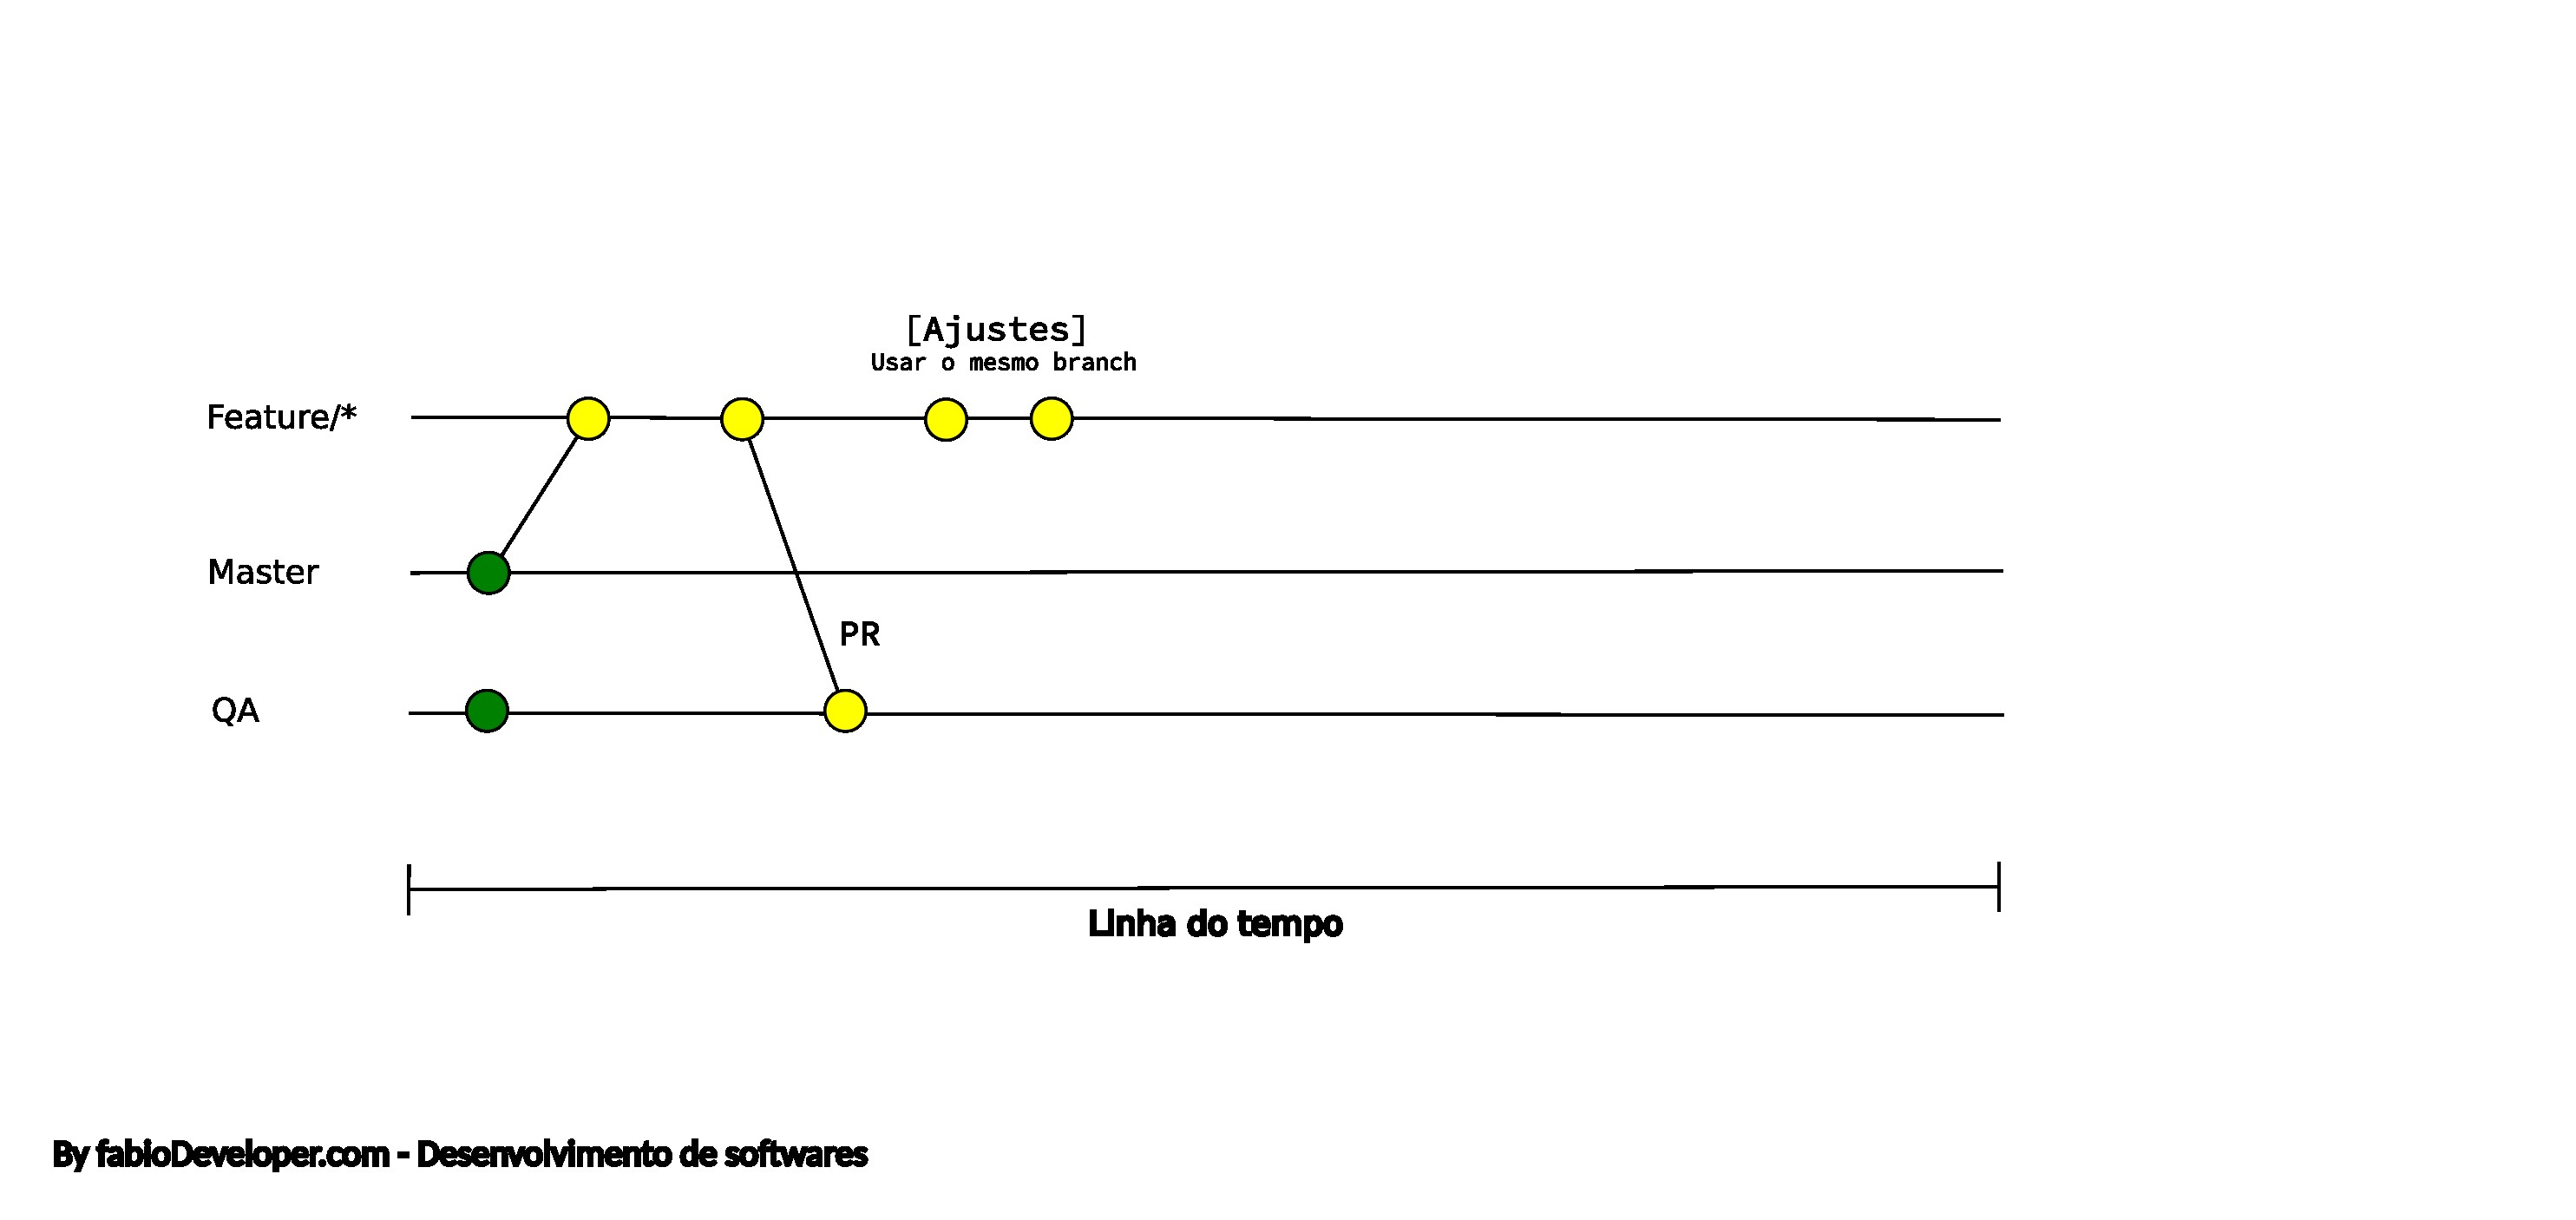 [Ajustes]
Usar o mesmo branch
Feature/*
Master
PR
QA
Linha do tempo
By fabioDeveloper.com - Desenvolvimento de softwares